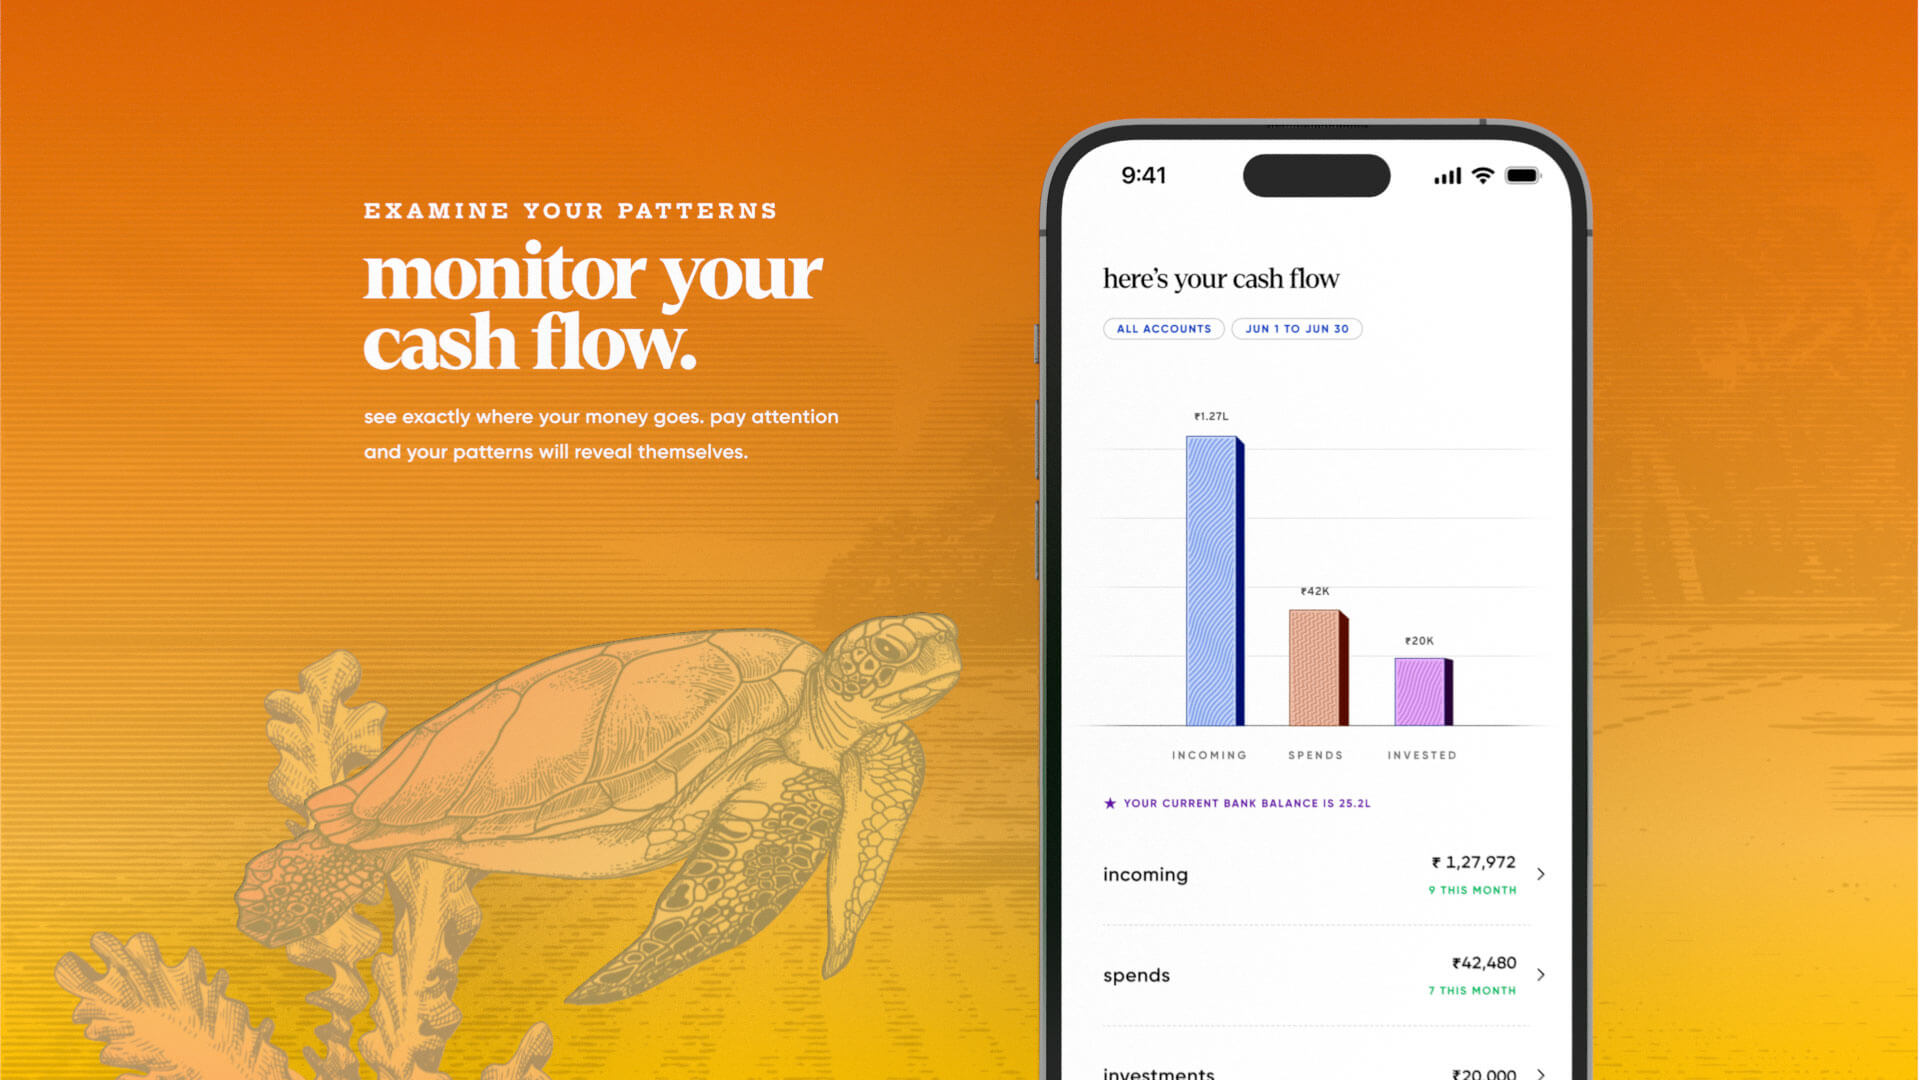 EXAMINE YOUR PATTERNS
monitor your
cash flow.
see exactly where your money goes. pay attention
and your patterns will reveal themselves.
9:41
here's your cash flow
ALL ACCOUNTS JUN 1 TO JUN 30
₹1.27L
₹42K
₹20K
INCOMING SPENDS INVESTED
★ YOUR CURRENT BANK BALANCE IS 25.2L
incoming ₹ 1,27,972
9 THIS MONTH
spends ₹42,480
7 THIS MONTH
investments ₹20,000